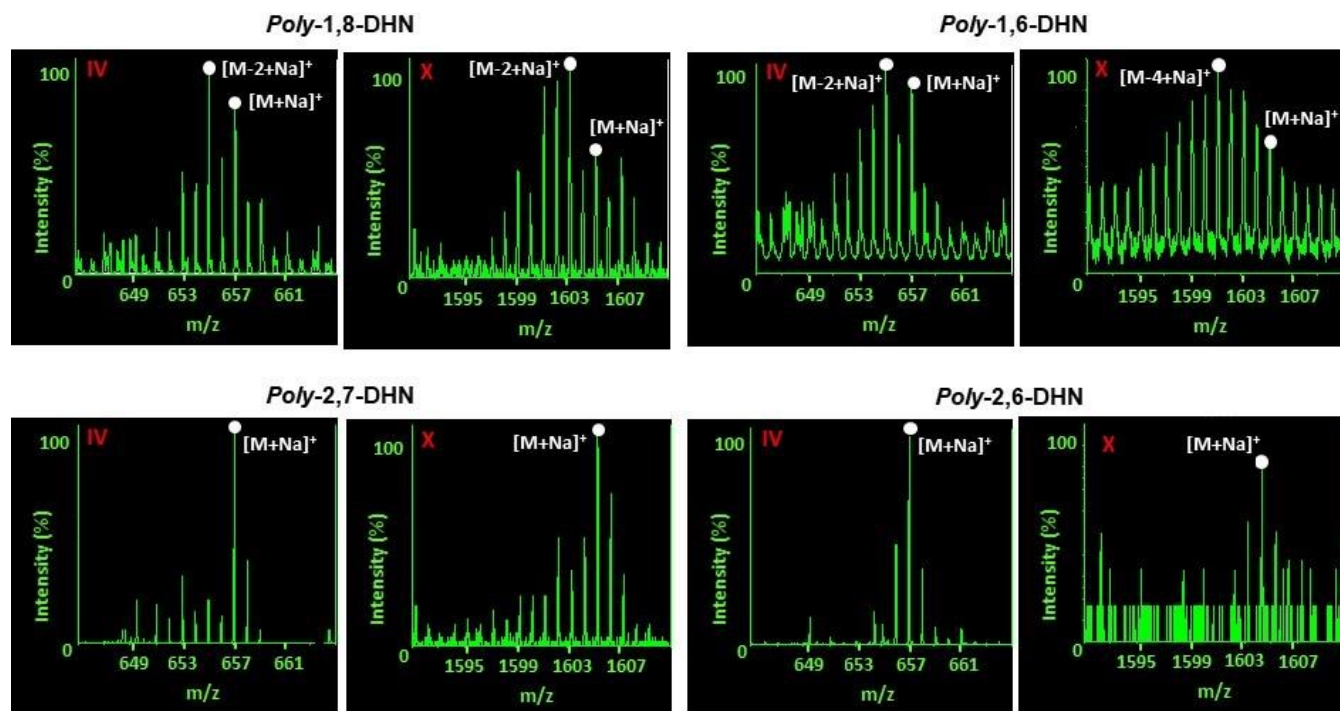 Poly-1,8-DHN
IV
[M-2+Na]+
[M+Na]+
100
0
Intensity (%)
649 653 657 661
m/z
X
[M-2+Na]+
[M+Na]+
100
0
Intensity (%)
1595 1599 1603 1607
m/z
Poly-1,6-DHN
IV
[M-2+Na]+
[M+Na]+
100
0
Intensity (%)
649 653 657 661
m/z
X
[M-4+Na]+
[M+Na]+
100
0
Intensity (%)
1595 1599 1603 1607
m/z
Poly-2,7-DHN
IV
[M+Na]+
100
0
Intensity (%)
649 653 657 661
m/z
X
[M+Na]+
100
0
Intensity (%)
1595 1599 1603 1607
m/z
Poly-2,6-DHN
IV
[M+Na]+
100
0
Intensity (%)
649 653 657 661
m/z
X
[M+Na]+
100
0
Intensity (%)
1595 1599 1603 1607
m/z